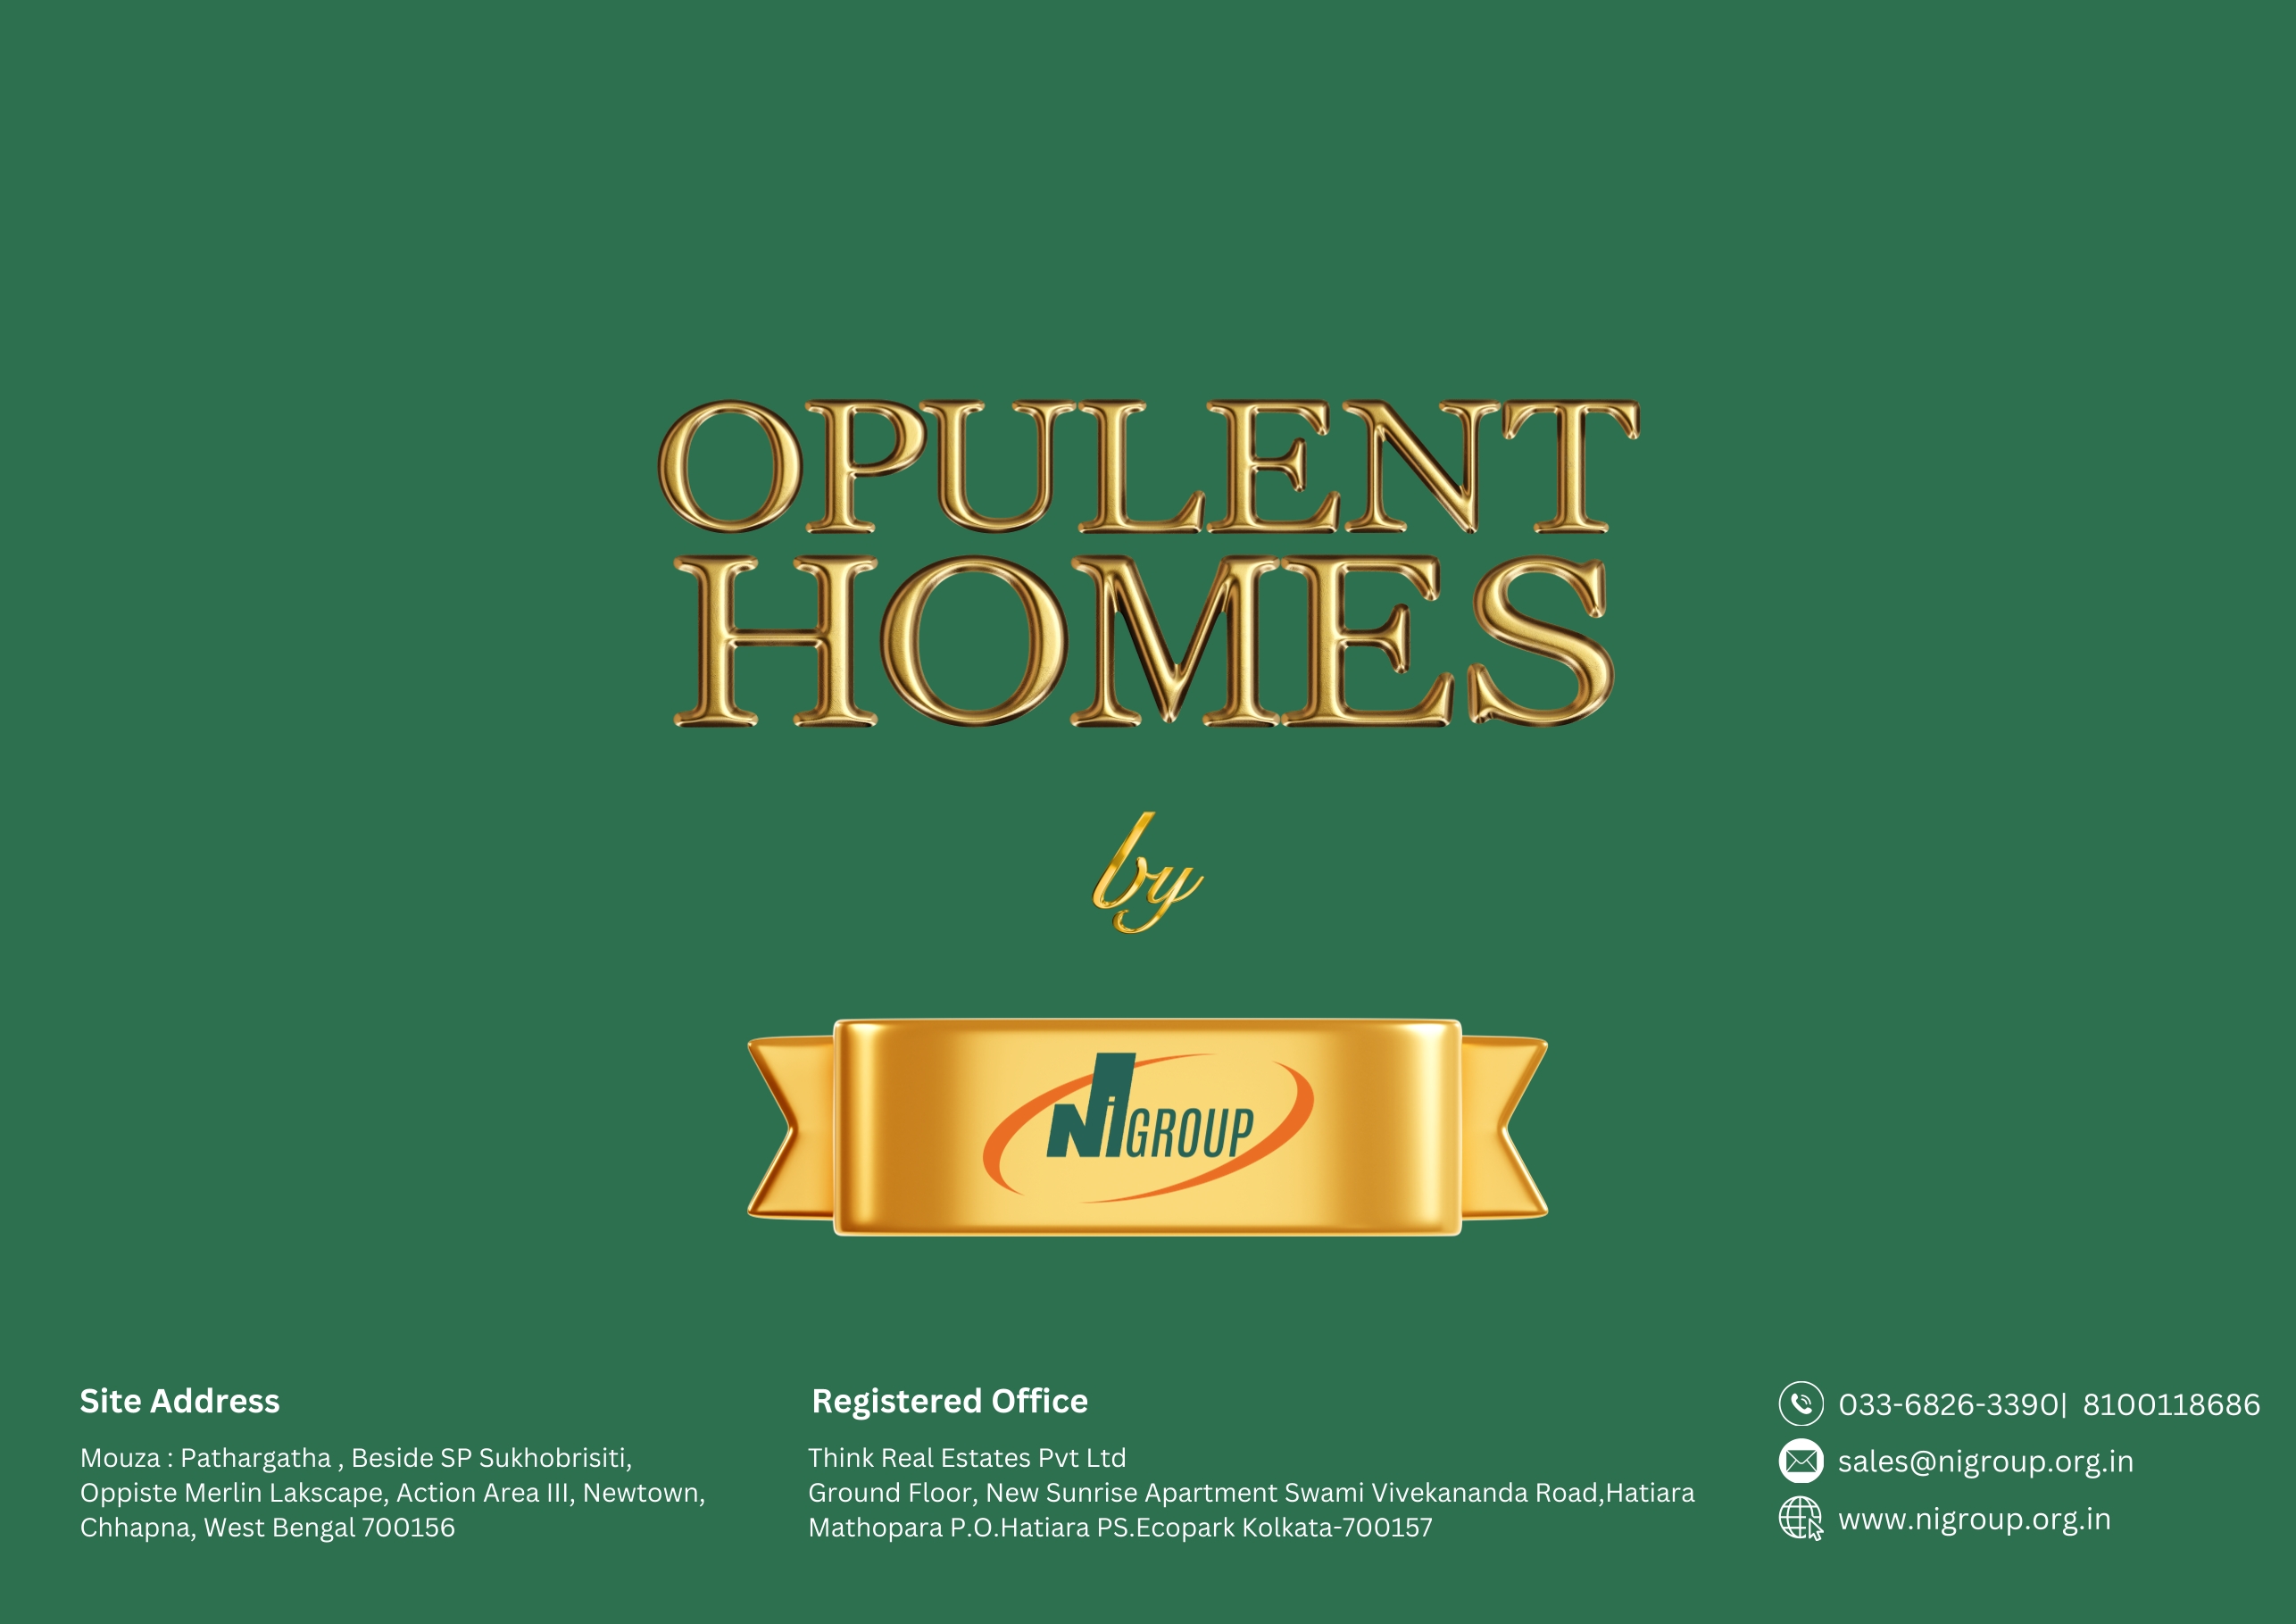 OPULENT
HOMES
by
NiGROUP
Site Address
Mouza : Pathargatha , Beside SP Sukhobrisiti,
Oppiste Merlin Lakscape, Action Area III, Newtown,
Chhapna, West Bengal 700156
Registered Office
Think Real Estates Pvt Ltd
Ground Floor, New Sunrise Apartment Swami Vivekananda Road,Hatiara
Mathopara P.O.Hatiara PS.Ecopark Kolkata-700157
033-6826-3390| 8100118686
sales@nigroup.org.in
www.nigroup.org.in